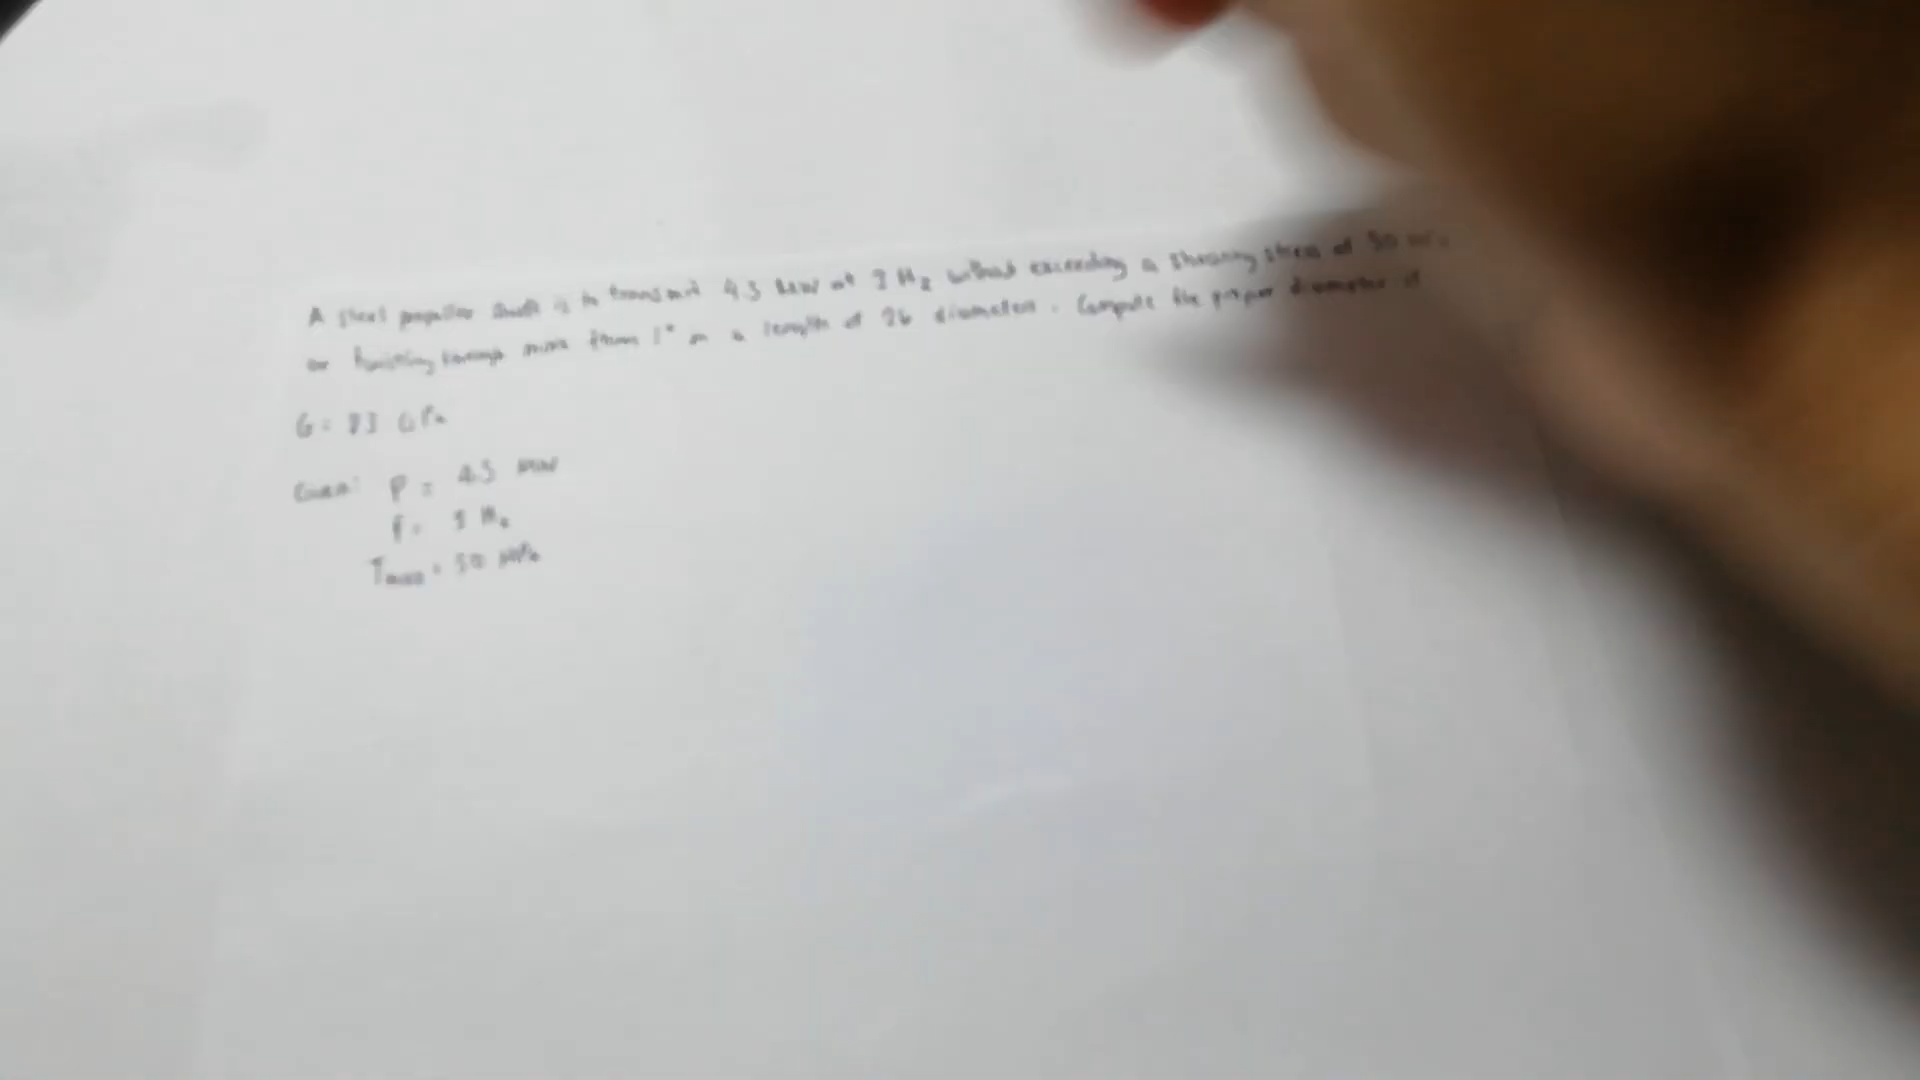 A steel propeller shaft is to transmit 4.5 MW at 3 Hz without exceeding a shearing stress of 50
or twisting through more than 1° in a length of 26 diameters. Compute the proper diameter if
G = 83 GPa
Given: P = 4.5 MW
f = 3 Hz
Tmax = 50 MPa